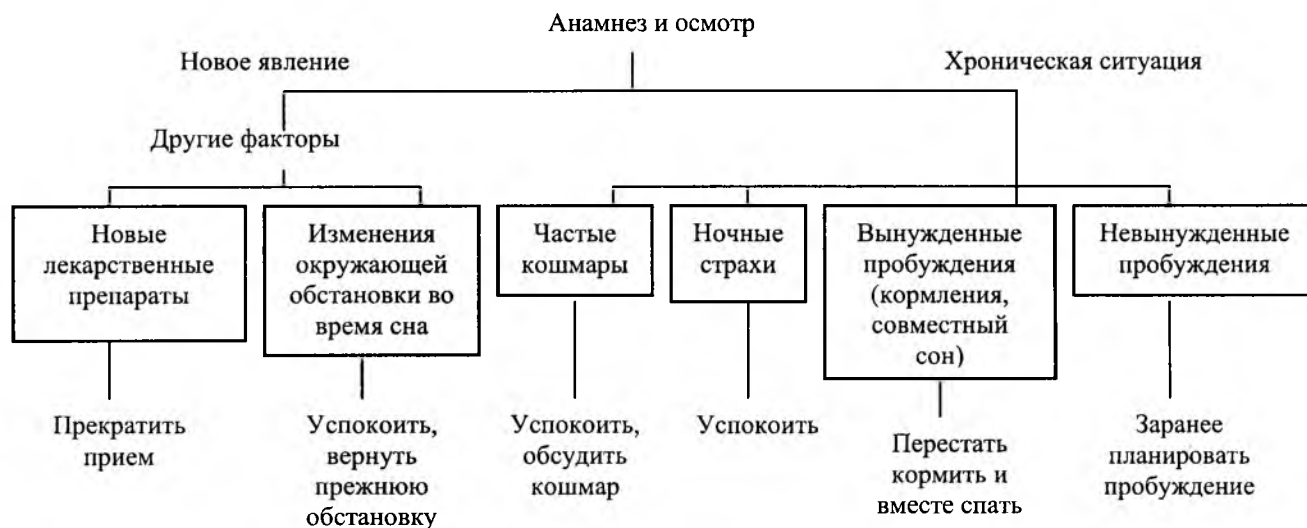 Анамнез и осмотр
Новое явление
Хроническая ситуация
Другие факторы
Новые
лекарственные
препараты
Изменения
окружающей
обстановки во
время сна
Частые
кошмары
Ночные
страхи
Вынужденные
пробуждения
(кормления,
совместный
сон)
Невынужденные
пробуждения
Прекратить
прием
Успокоить,
вернуть
прежнюю
обстановку
Успокоить,
обсудить
кошмар
Успокоить
Перестать
кормить и
вместе спать
Заранее
планировать
пробуждение